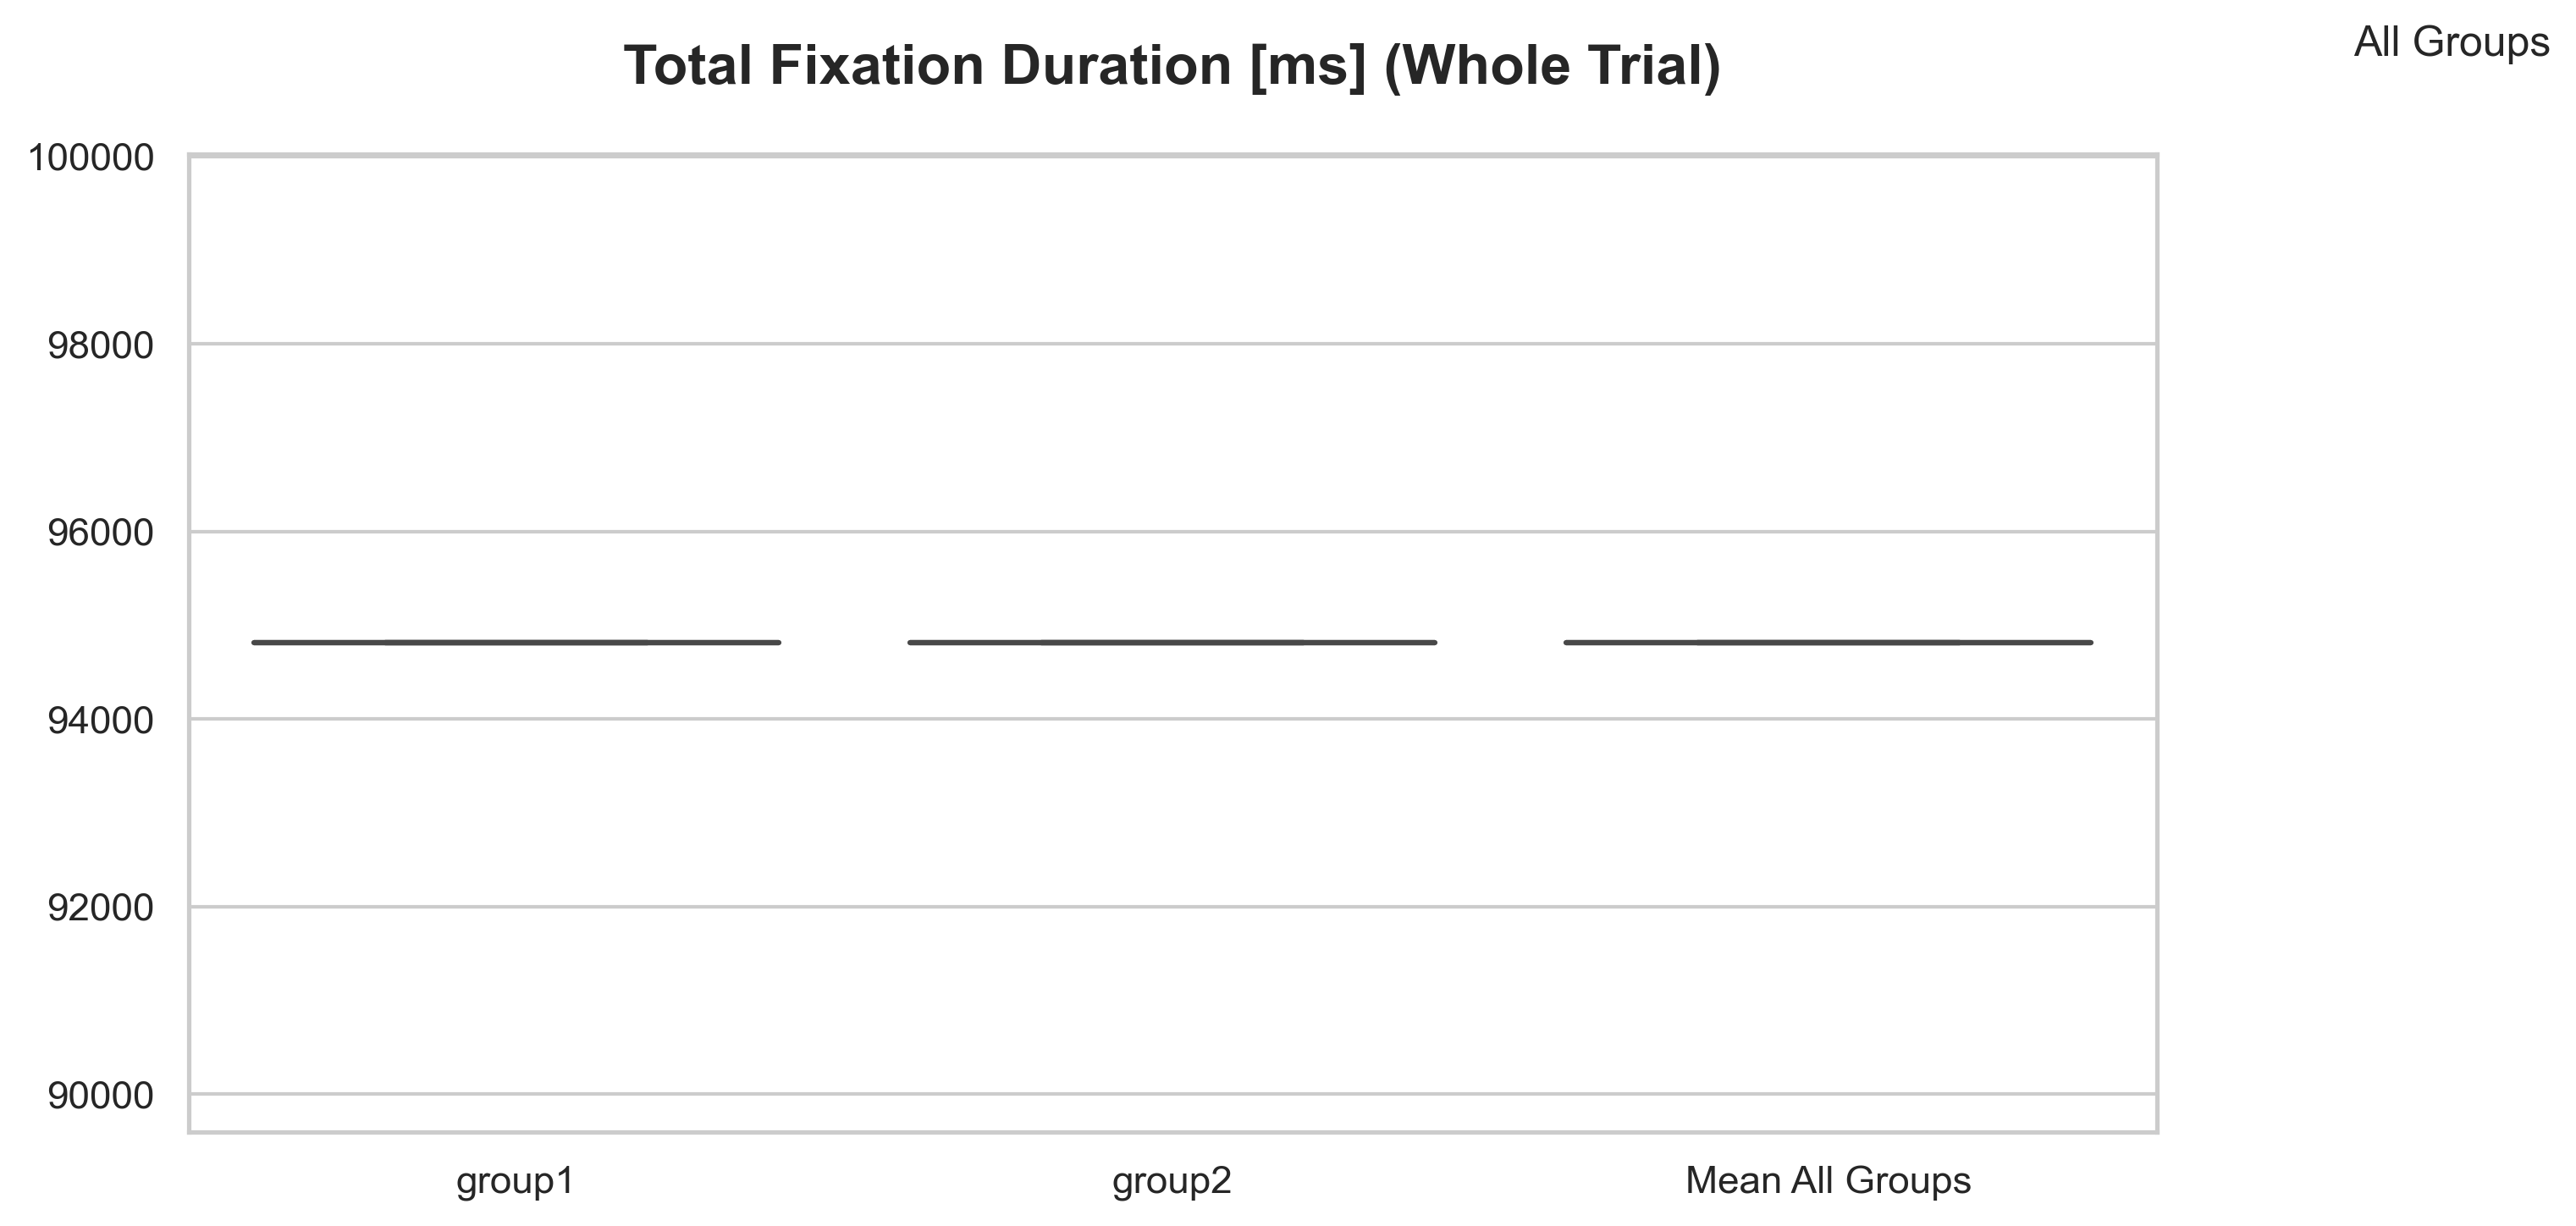 All Groups
Total Fixation Duration [ms] (Whole Trial)
100000
98000
96000
94000
92000
90000
group1
group2
Mean All Groups